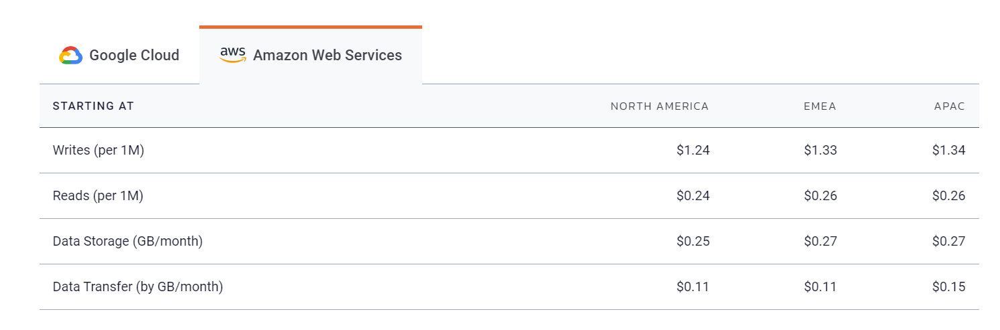 Google Cloud aws Amazon Web Services
STARTING AT NORTH AMERICA EMEA APAC
Writes (per 1M) $1.24 $1.33 $1.34
Reads (per 1M) $0.24 $0.26 $0.26
Data Storage (GB/month) $0.25 $0.27 $0.27
Data Transfer (by GB/month) $0.11 $0.11 $0.15